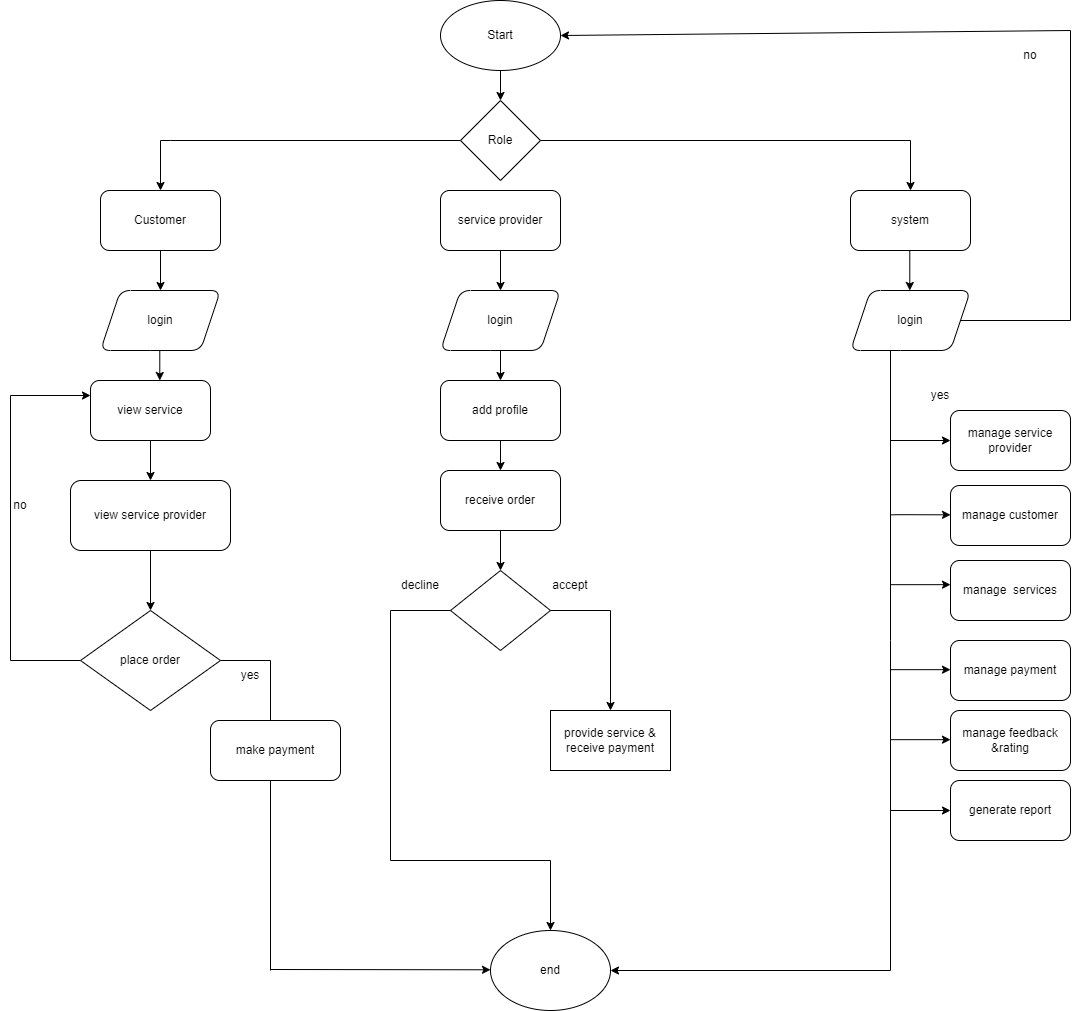 Start
no
Role
Customer
service provider
system
login
login
login
view service
add profile
yes
manage service
provider
no
view service provider
receive order
manage customer
decline
accept
manage  services
place order
yes
manage payment
make payment
provide service &
receive payment
manage feedback
&rating
generate report
end